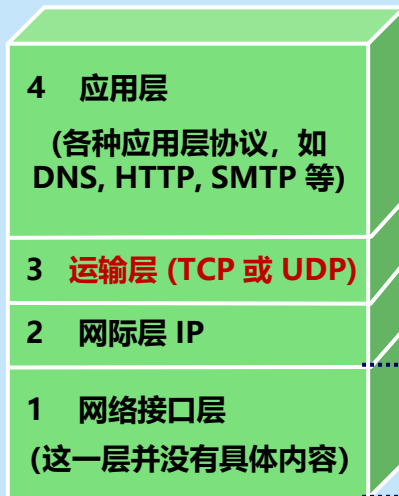 4 应用层
(各种应用层协议，如
DNS, HTTP, SMTP 等)
3 运输层 (TCP 或 UDP)
2 网际层 IP
1 网络接口层
(这一层并没有具体内容)